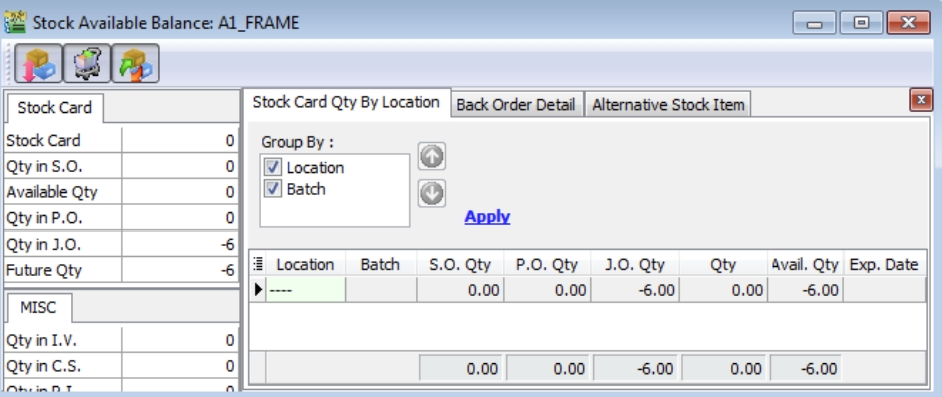 Stock Available Balance: A1_FRAME
Stock Card
Stock Card 0
Qty in S.O. 0
Available Qty 0
Qty in P.O. 0
Qty in J.O. -6
Future Qty -6
MISC
Qty in I.V. 0
Qty in C.S. 0
Stock Card Qty By Location Back Order Detail Alternative Stock Item
Group By :
Location
Batch
Apply
Location Batch S.O. Qty P.O. Qty J.O. Qty Qty Avail. Qty Exp. Date
---- 0.00 0.00 -6.00 0.00 -6.00
0.00 0.00 -6.00 0.00 -6.00